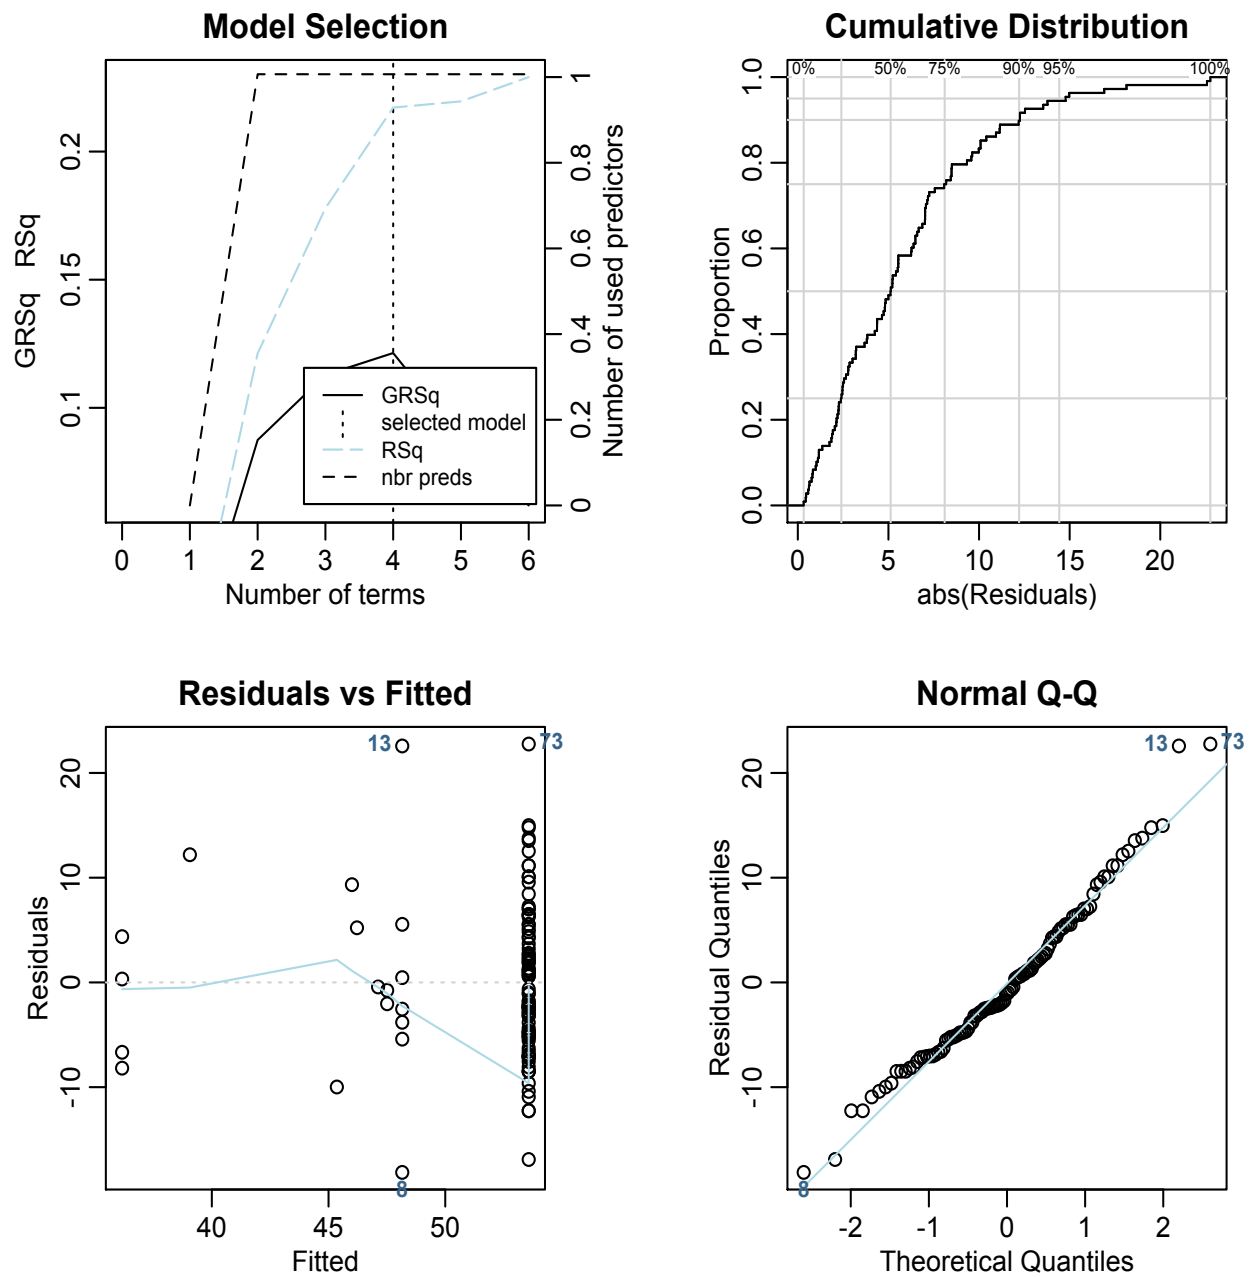 Model Selection
GRSq   RSq
0.1
0.15
0.2
0
0.2
0.4
0.6
0.8
1
Number of used predictors
GRSq
selected model
RSq
nbr preds
0 1 2 3 4 5 6
Number of terms
Cumulative Distribution
0% 50% 75% 90% 95% 100%
Proportion
0.0
0.2
0.4
0.6
0.8
1.0
0 5 10 15 20
abs(Residuals)
Residuals vs Fitted
Residuals
-10
0
10
20
13
73
8
40 45 50
Fitted
Normal Q-Q
Residual Quantiles
-10
0
10
20
13
73
8
-2 -1 0 1 2
Theoretical Quantiles